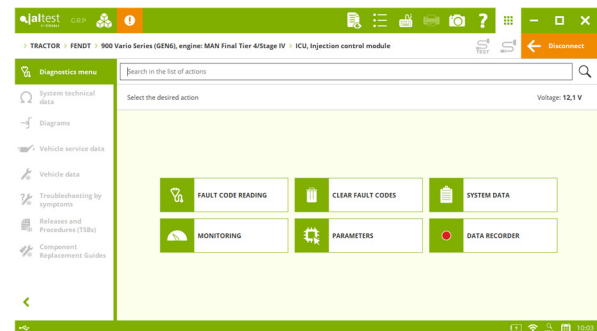 jaltest GRP
> TRACTOR > FENDT > 900 Vario Series (GEN6), engine: MAN Final Tier 4/Stage IV > ICU, Injection control module
TEST
Disconnect
Diagnostics menu
Search in the list of actions
System technical
data
Select the desired action
Voltage: 12,1 V
Diagrams
Vehicle service data
Vehicle data
Troubleshooting by
symptoms
Releases and
Procedures (TSBs)
Component
Replacement Guides
FAULT CODE READING
CLEAR FAULT CODES
SYSTEM DATA
MONITORING
PARAMETERS
DATA RECORDER
10:03